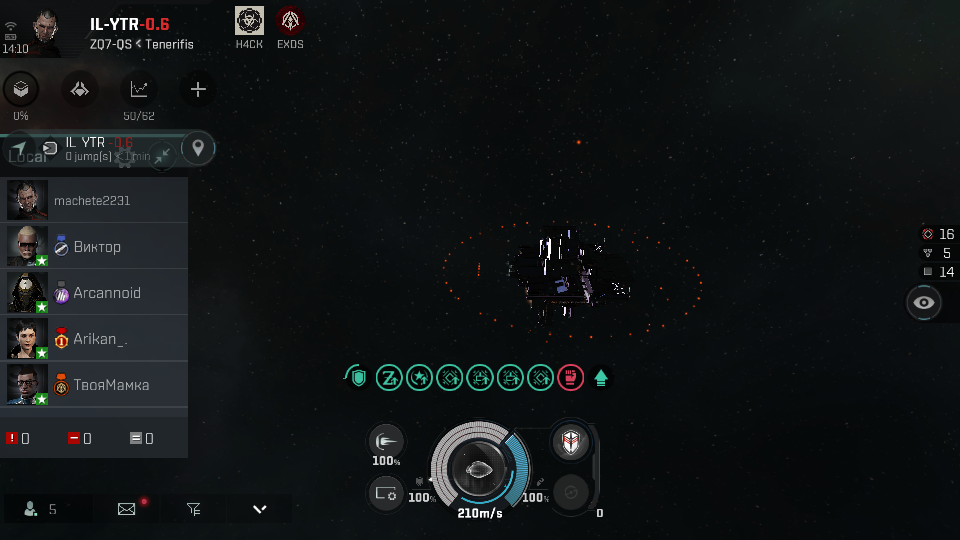 IL-YTR-0.6
ZQ7-QS < Tenerifis
14:10
H4CK
EXDS
0%
50/62
IL YTR -0.6
0 jump(s) < 1 min
Local
machete2231
Виктор
Arcannoid
Arikan_.
ТвояМамка
0
0
0
5
16
5
14
100%
100%
100%
210m/s
0